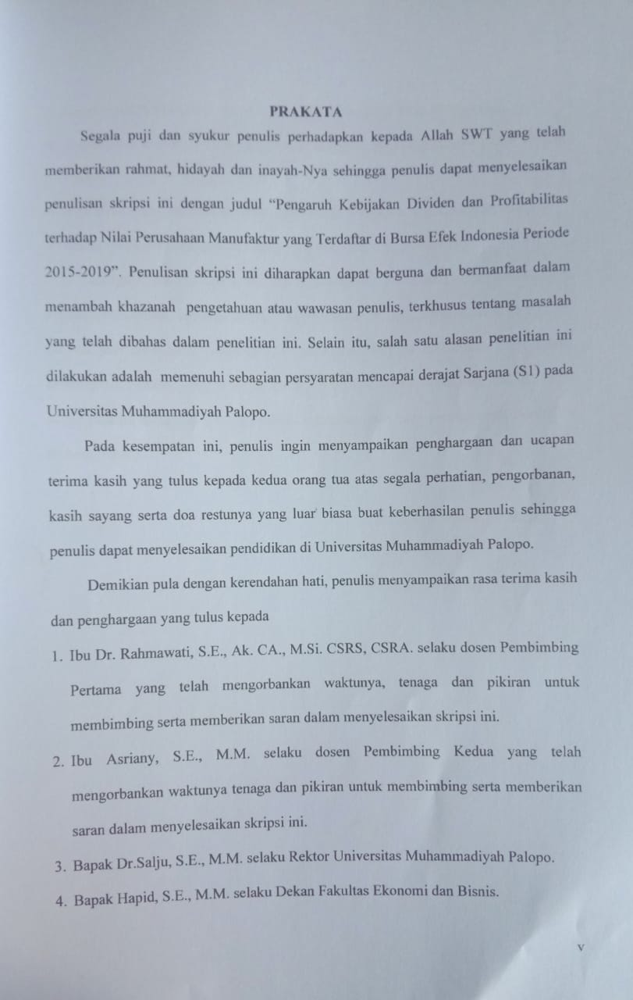 PRAKATA
Segala puji dan syukur penulis perhadapkan kepada Allah SWT yang telah
memberikan rahmat, hidayah dan inayah-Nya sehingga penulis dapat menyelesaikan
penulisan skripsi ini dengan judul “Pengaruh Kebijakan Dividen dan Profitabilitas
terhadap Nilai Perusahaan Manufaktur yang Terdaftar di Bursa Efek Indonesia Periode
2015-2019”. Penulisan skripsi ini diharapkan dapat berguna dan bermanfaat dalam
menambah khazanah pengetahuan atau wawasan penulis, terkhusus tentang masalah
yang telah dibahas dalam penelitian ini. Selain itu, salah satu alasan penelitian ini
dilakukan adalah memenuhi sebagian persyaratan mencapai derajat Sarjana (S1) pada
Universitas Muhammadiyah Palopo.
Pada kesempatan ini, penulis ingin menyampaikan penghargaan dan ucapan
terima kasih yang tulus kepada kedua orang tua atas segala perhatian, pengorbanan,
kasih sayang serta doa restunya yang luar biasa buat keberhasilan penulis sehingga
penulis dapat menyelesaikan pendidikan di Universitas Muhammadiyah Palopo.
Demikian pula dengan kerendahan hati, penulis menyampaikan rasa terima kasih
dan penghargaan yang tulus kepada
1. Ibu Dr. Rahmawati, S.E., Ak. CA., M.Si. CSRS, CSRA. selaku dosen Pembimbing
Pertama yang telah mengorbankan waktunya, tenaga dan pikiran untuk
membimbing serta memberikan saran dalam menyelesaikan skripsi ini.
2. Ibu Asriany, S.E., M.M. selaku dosen Pembimbing Kedua yang telah
mengorbankan waktunya tenaga dan pikiran untuk membimbing serta memberikan
saran dalam menyelesaikan skripsi ini.
3. Bapak Dr.Salju, S.E., M.M. selaku Rektor Universitas Muhammadiyah Palopo.
4. Bapak Hapid, S.E., M.M. selaku Dekan Fakultas Ekonomi dan Bisnis.
v